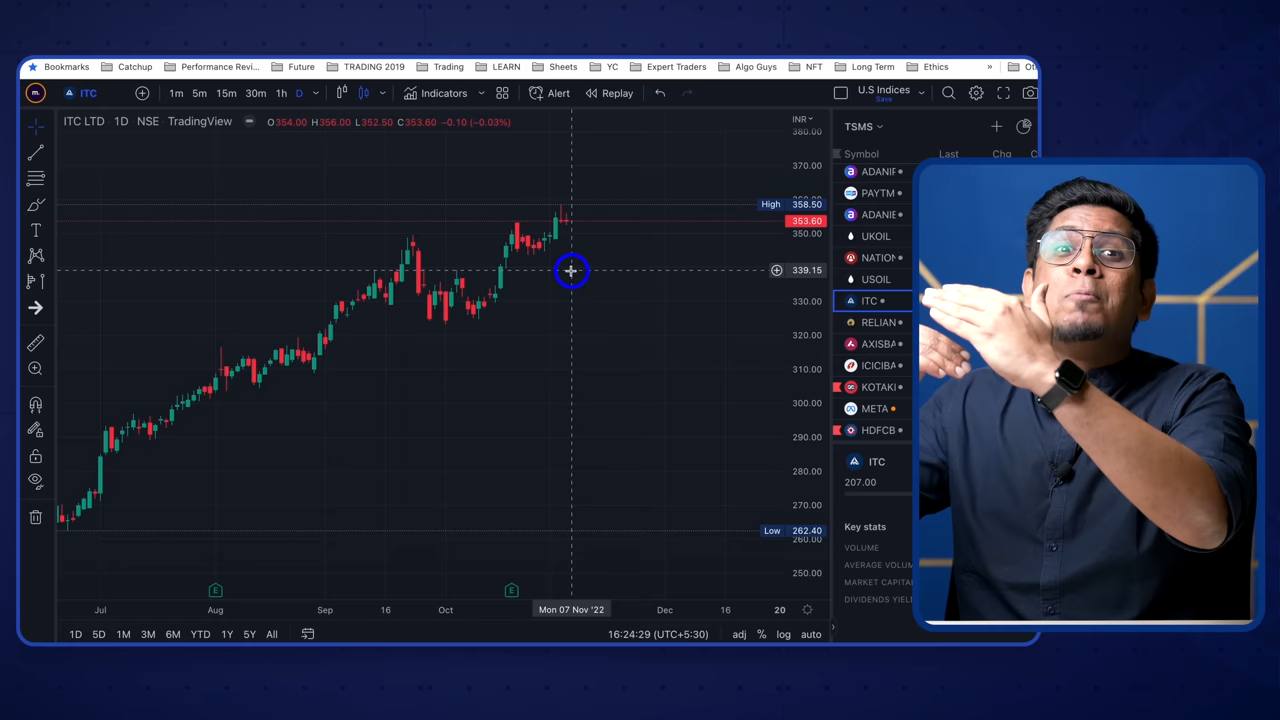 Bookmarks Catchup Performance Revi... Future TRADING 2019 Trading LEARN Sheets YC Expert Traders Algo Guys NFT Long Term Ethics » Ot
m. ITC 1m 5m 15m 30m 1h D Indicators Alert Replay U.S Indices
Save
ITC LTD 1D NSE TradingView O354.00 H356.00 L352.50 C353.60 −0.10 (−0.03%) INR
TSMS
380.00
Symbol Last Chg C
370.00
ADANIF
PAYTM
High 358.50
ADANIE
353.60
350.00
UKOIL
NATION
339.15
USOIL
330.00
ITC
RELIAN
320.00
AXISBA
310.00
ICICIBA
KOTAKI
300.00
META
290.00
HDFCB
280.00
ITC
270.00
207.00
Low 262.40
Key stats
260.00
VOLUME
AVERAGE VOLUM
250.00
MARKET CAPITA
E E
DIVIDENDS YIEL
Jul Aug Sep 16 Oct Mon 07 Nov '22 Dec 16 20
1D 5D 1M 3M 6M YTD 1Y 5Y All 16:24:29 (UTC+5:30) adj % log auto